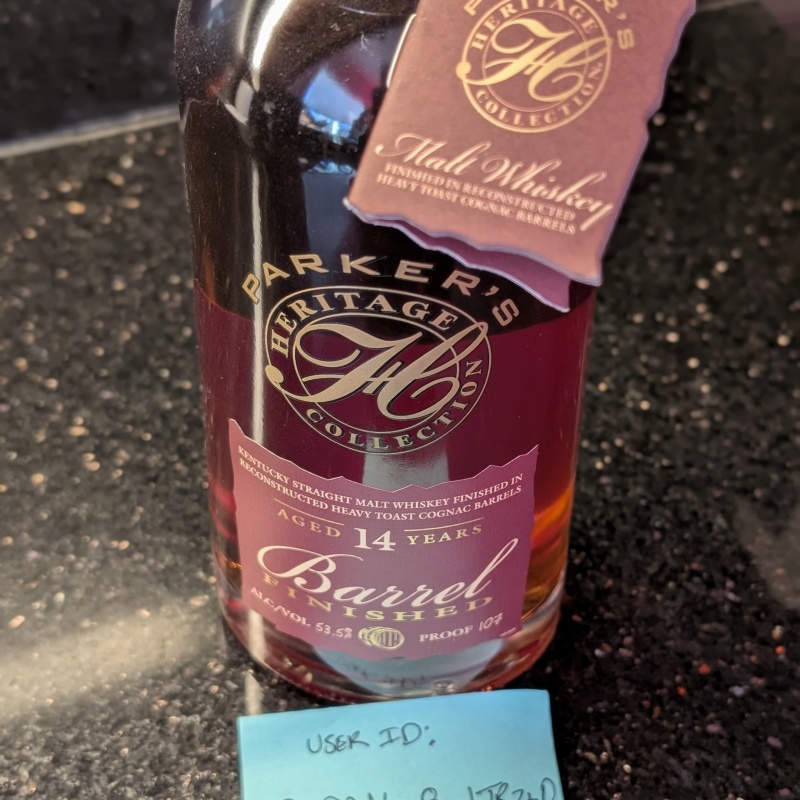 HERITAGE
H
COLLECTION
Malt Whiskey
FINISHED IN RECONSTRUCTED
HEAVY TOAST COGNAC BARRELS
PARKER'S
HERITAGE
H
COLLECTION
KENTUCKY STRAIGHT MALT WHISKEY FINISHED IN
RECONSTRUCTED HEAVY TOAST COGNAC BARRELS
AGED 14 YEARS
Barrel
FINISHED
ALC/VOL 53.5% PROOF 107
USER ID: